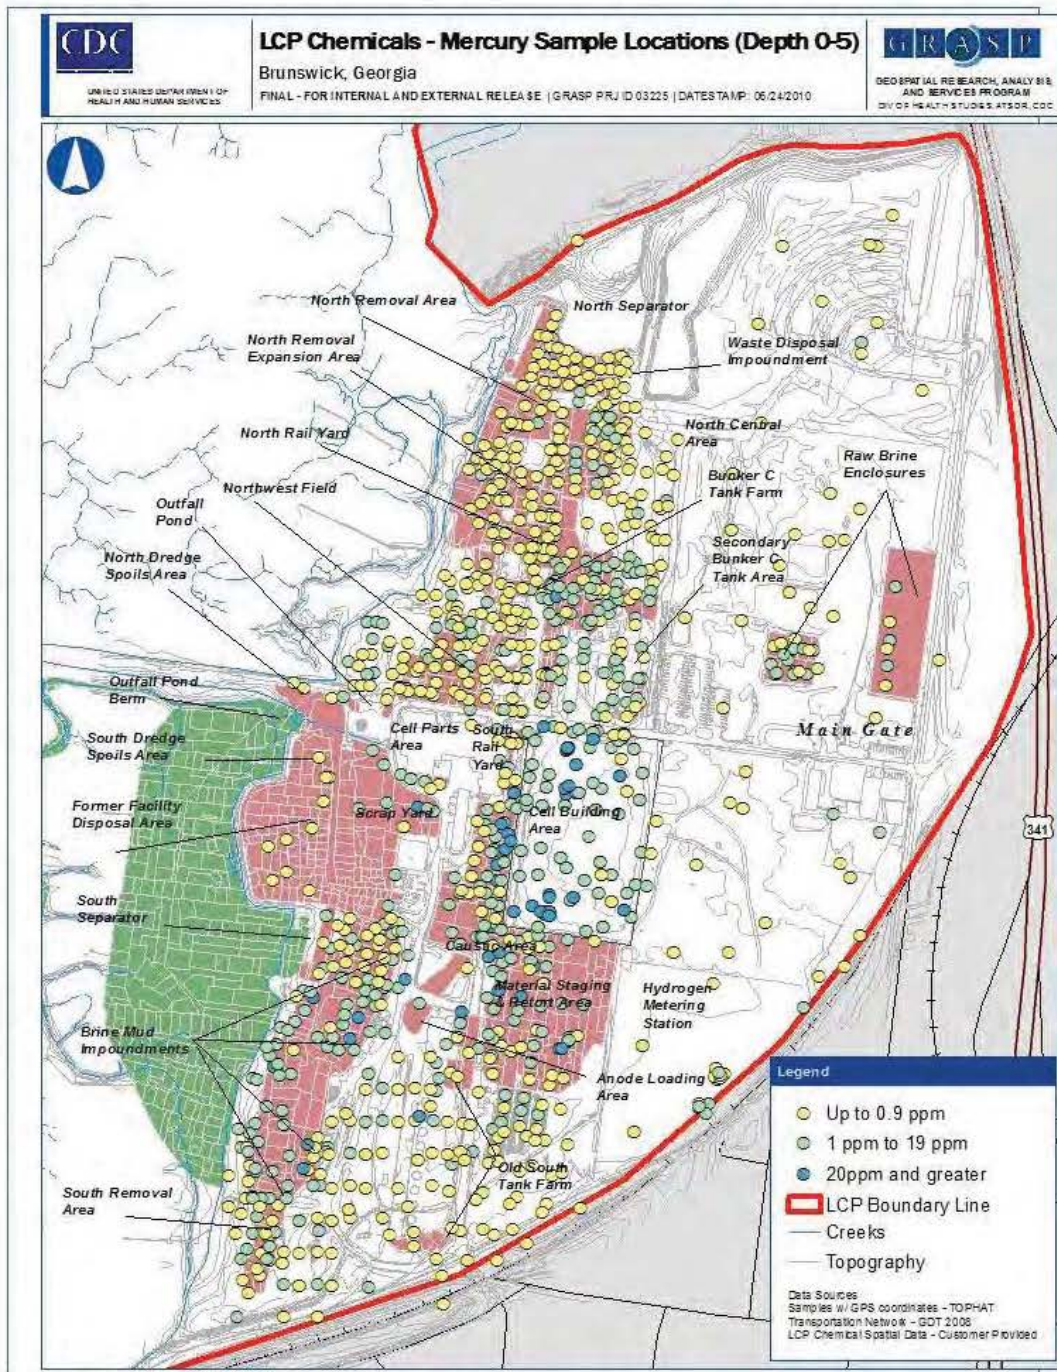 CDC
UNITED STATES DEPARTMENT OF
HEALTH AND HUMAN SERVICES
LCP Chemicals - Mercury Sample Locations (Depth 0-5)
Brunswick, Georgia
FINAL - FOR INTERNAL AND EXTERNAL RELEASE | GRASP PRJ ID 03225 | DATESTAMP: 06/24/2010
GRASP
GEOSPATIAL RESEARCH, ANALYSIS
AND SERVICES PROGRAM
DIV OF HEALTH STUDIES, ATSDR, CDC
North Removal Area
North Separator
North Removal
Expansion Area
Waste Disposal
Impoundment
North Rail Yard
North Central
Area
Raw Brine
Enclosures
Northwest Field
Bunker C
Tank Farm
Outfall
Pond
North Dredge
Spoils Area
Secondary
Bunker C
Tank Area
Outfall Pond
Berm
Cell Parts
Area
South
Rail
Yard
Main Gate
South Dredge
Spoils Area
Former Facility
Disposal Area
Scrap Yard
Cell Building
Area
341
South
Separator
Caustic Area
Material Staging
& Retort Area
Hydrogen
Metering
Station
Brine Mud
Impoundments
Anode Loading
Area
Old South
Tank Farm
South Removal
Area
Legend
Up to 0.9 ppm
1 ppm to 19 ppm
20ppm and greater
LCP Boundary Line
Creeks
Topography
Data Sources
Samples w/ GPS coordinates - TOPHAT
Transportation Network - GDT 2008
LCP Chemical Spatial Data - Customer Provided